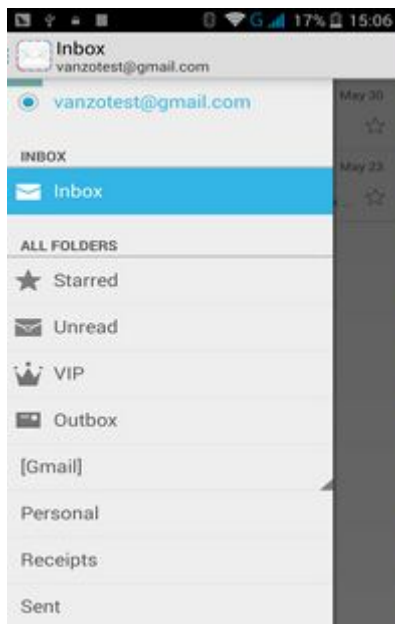 G 17% 15:06
Inbox
vanzotest@gmail.com
vanzotest@gmail.com
May 30
INBOX
May 23
Inbox
ALL FOLDERS
Starred
Unread
VIP
Outbox
[Gmail]
Personal
Receipts
Sent